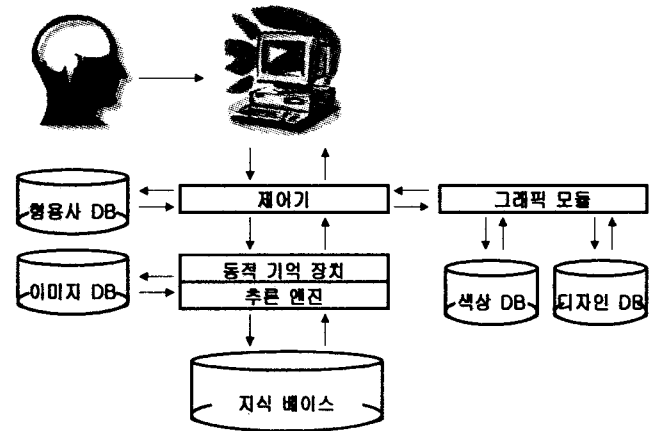 형용사 DB
제어기
그래픽 모듈
이미지 DB
동적 기억 장치
추론 엔진
색상 DB
디자인 DB
지식 베이스